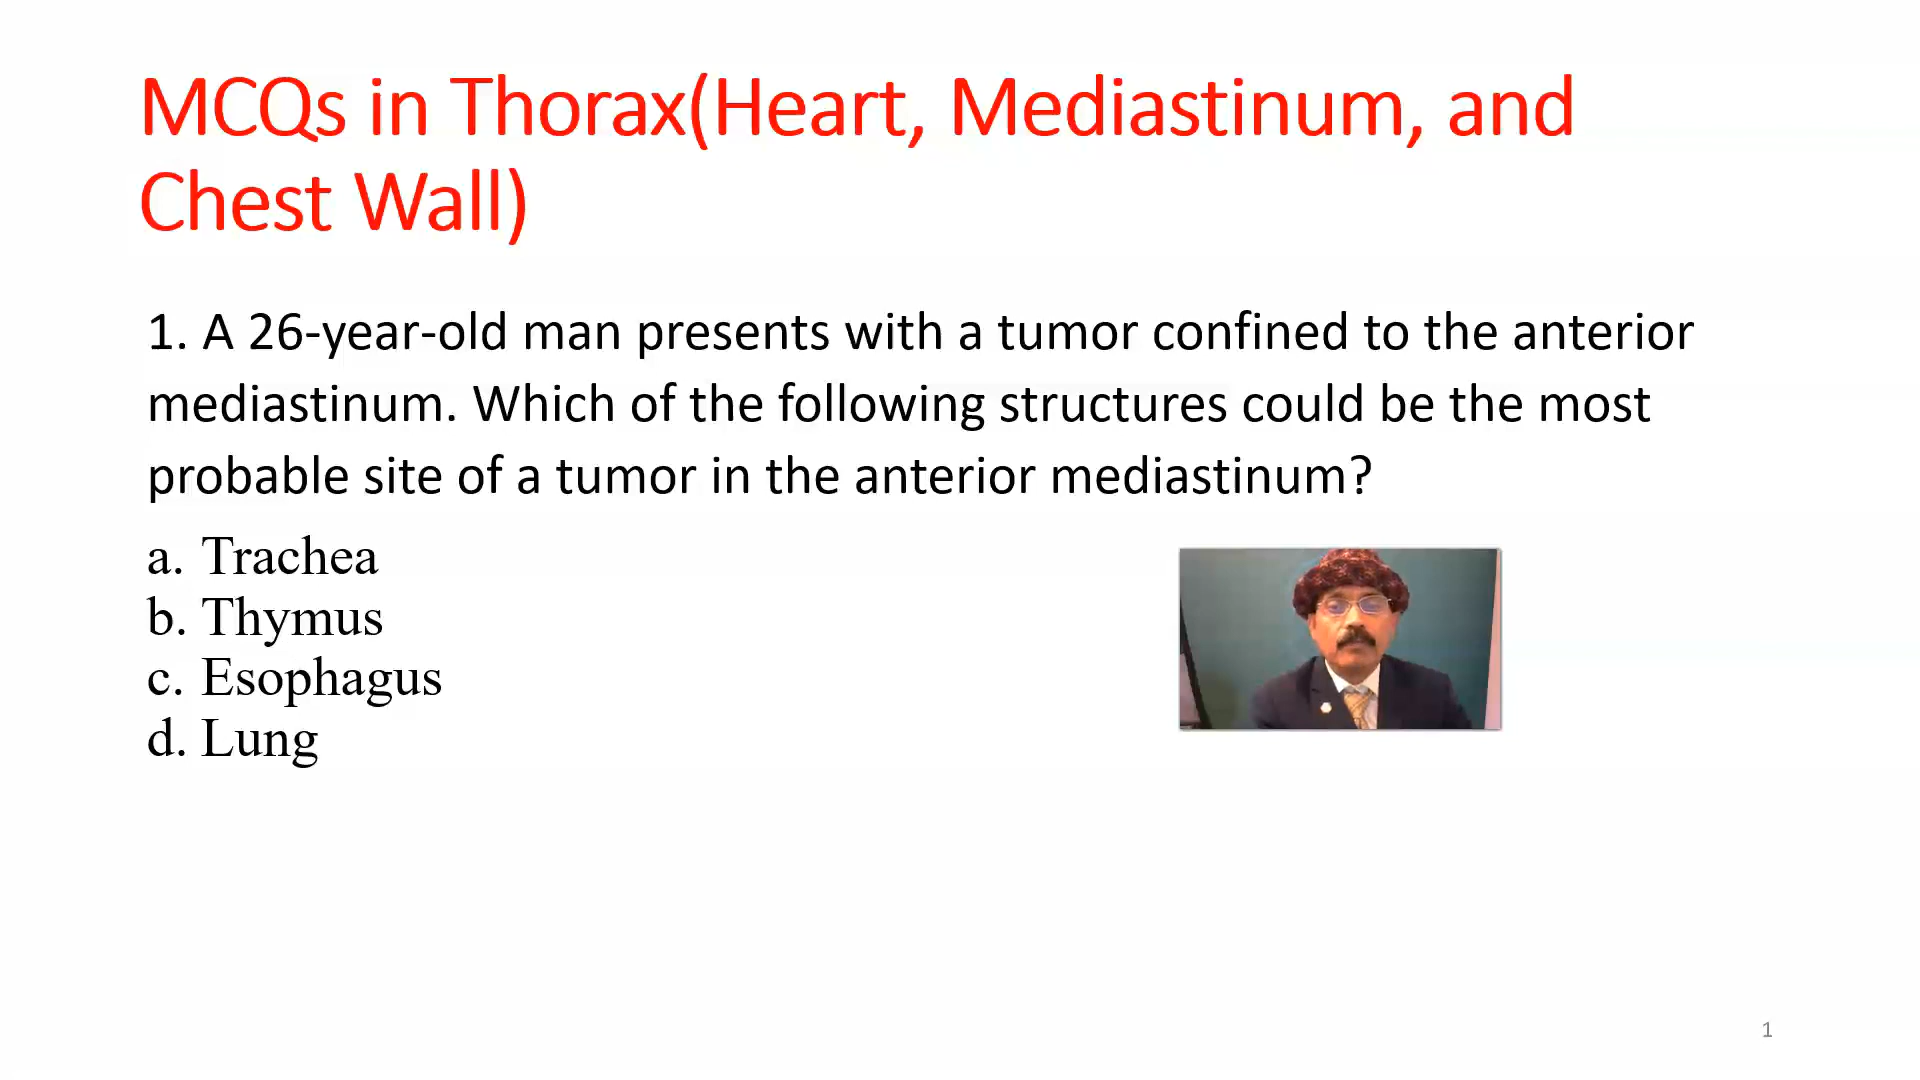 MCQs in Thorax(Heart, Mediastinum, and
Chest Wall)
1. A 26-year-old man presents with a tumor confined to the anterior
mediastinum. Which of the following structures could be the most
probable site of a tumor in the anterior mediastinum?
a. Trachea
b. Thymus
c. Esophagus
d. Lung
1